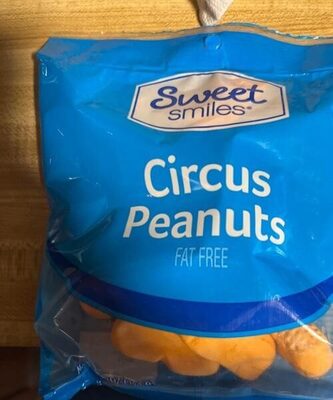 Sweet
smiles®
Circus
Peanuts
FAT FREE